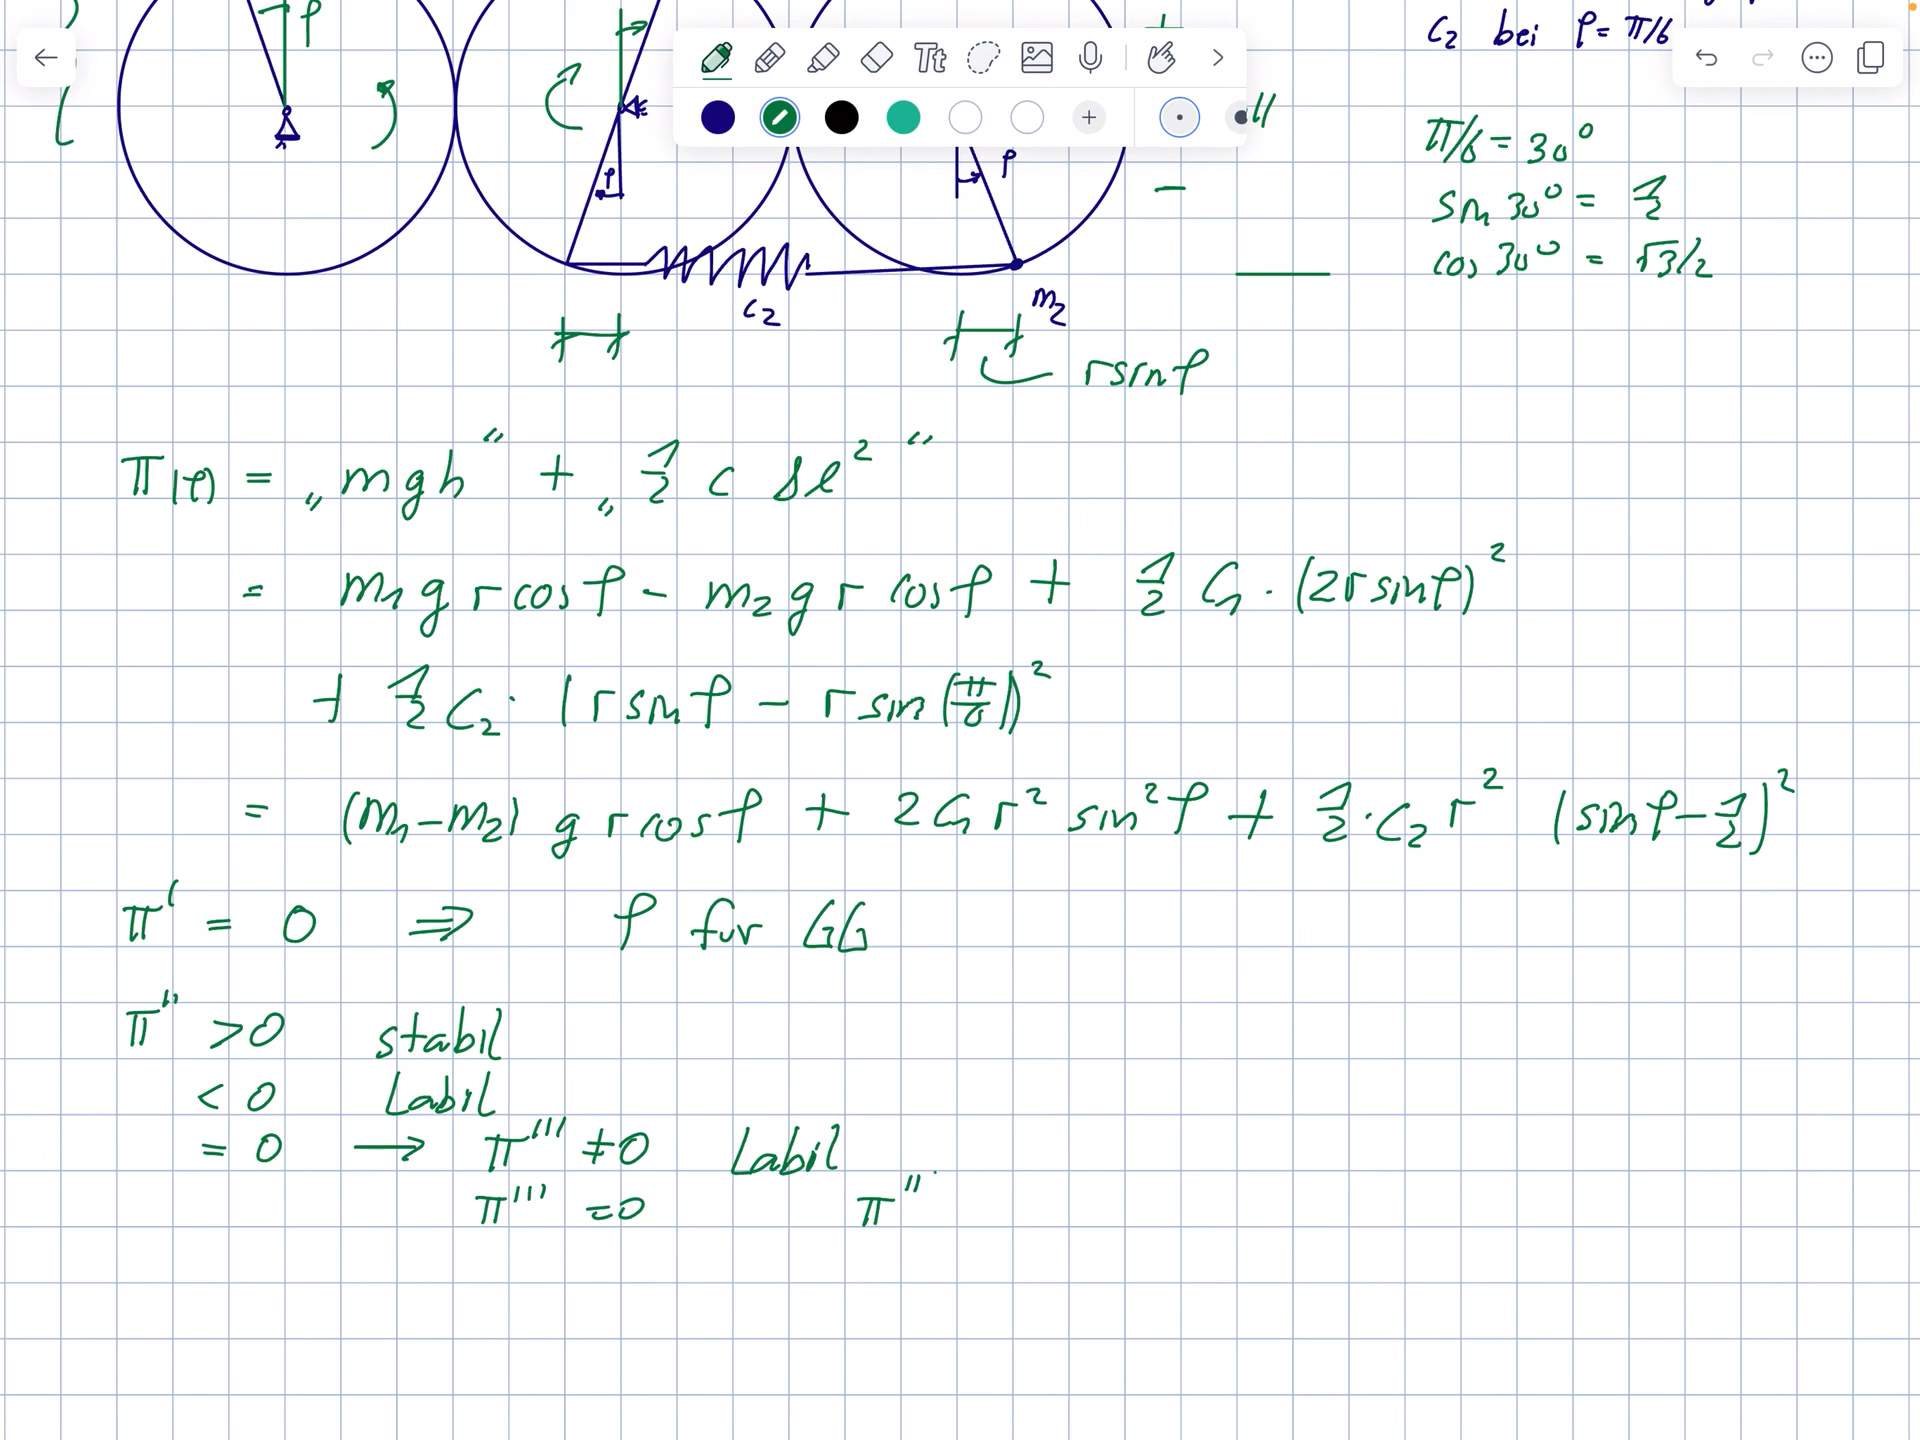 φ
c₂ bei φ = π/6
φ
φ
π/6 = 30°
sin 30° = 1/2
cos 30° = √3/2
c₂
m₂
r sin φ
Tt
π(φ) = „mgh“ + „1/2 c Δl²“
= m₁ g r cos φ - m₂ g r cos φ + 1/2 c₁ · (2r sin φ)²
+ 1/2 c₂ · (r sin φ - r sin(π/6))²
= (m₁-m₂) g r cos φ + 2 c₁ r² sin² φ + 1/2 · c₂ r² (sin φ - 1/2)²
π' = 0 ⇒ φ für GG
π'' > 0 stabil
< 0 Labil
= 0 → π''' ≠ 0 Labil
π''' = 0 π''